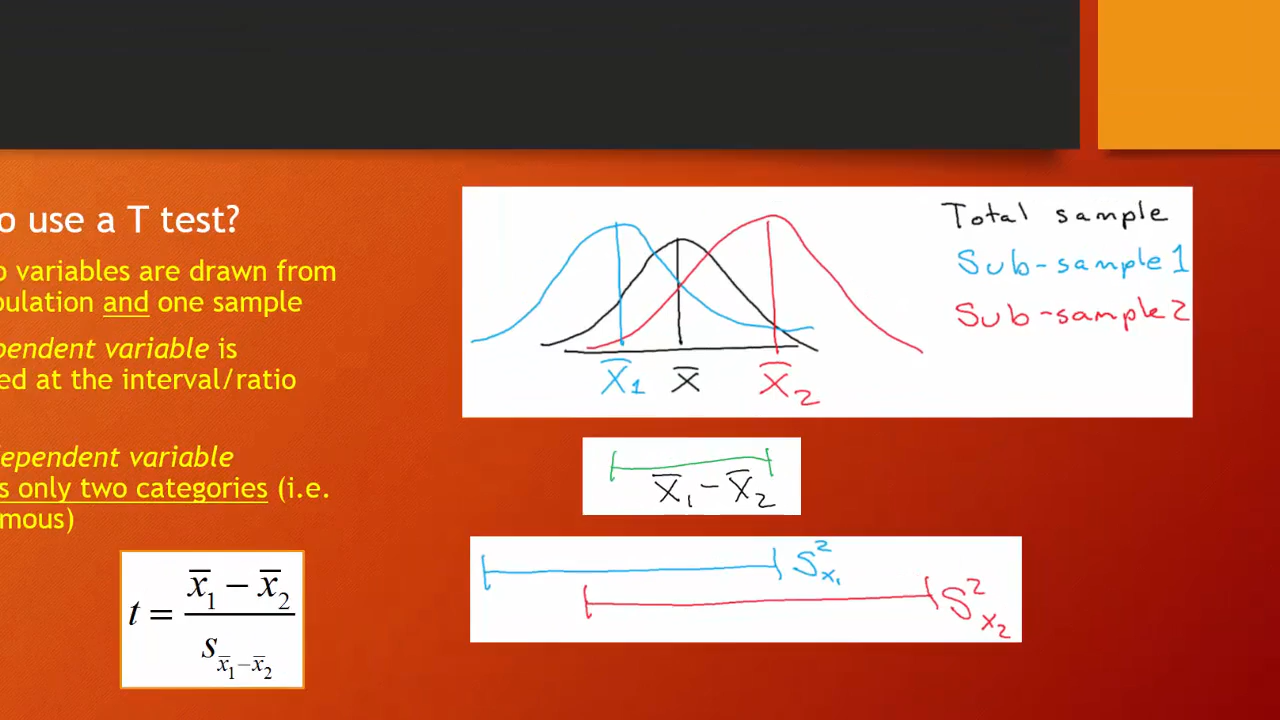 o use a T test?
o variables are drawn from
pulation and one sample
pendent variable is
ed at the interval/ratio
ependent variable
s only two categories (i.e.
mous)
t = x̄₁ − x̄₂ / s x̄₁−x̄₂
Total sample
Sub-sample 1
Sub-sample 2
X̄1 X̄ X̄2
X̄₁ − X̄₂
S²x₁
S²x₂